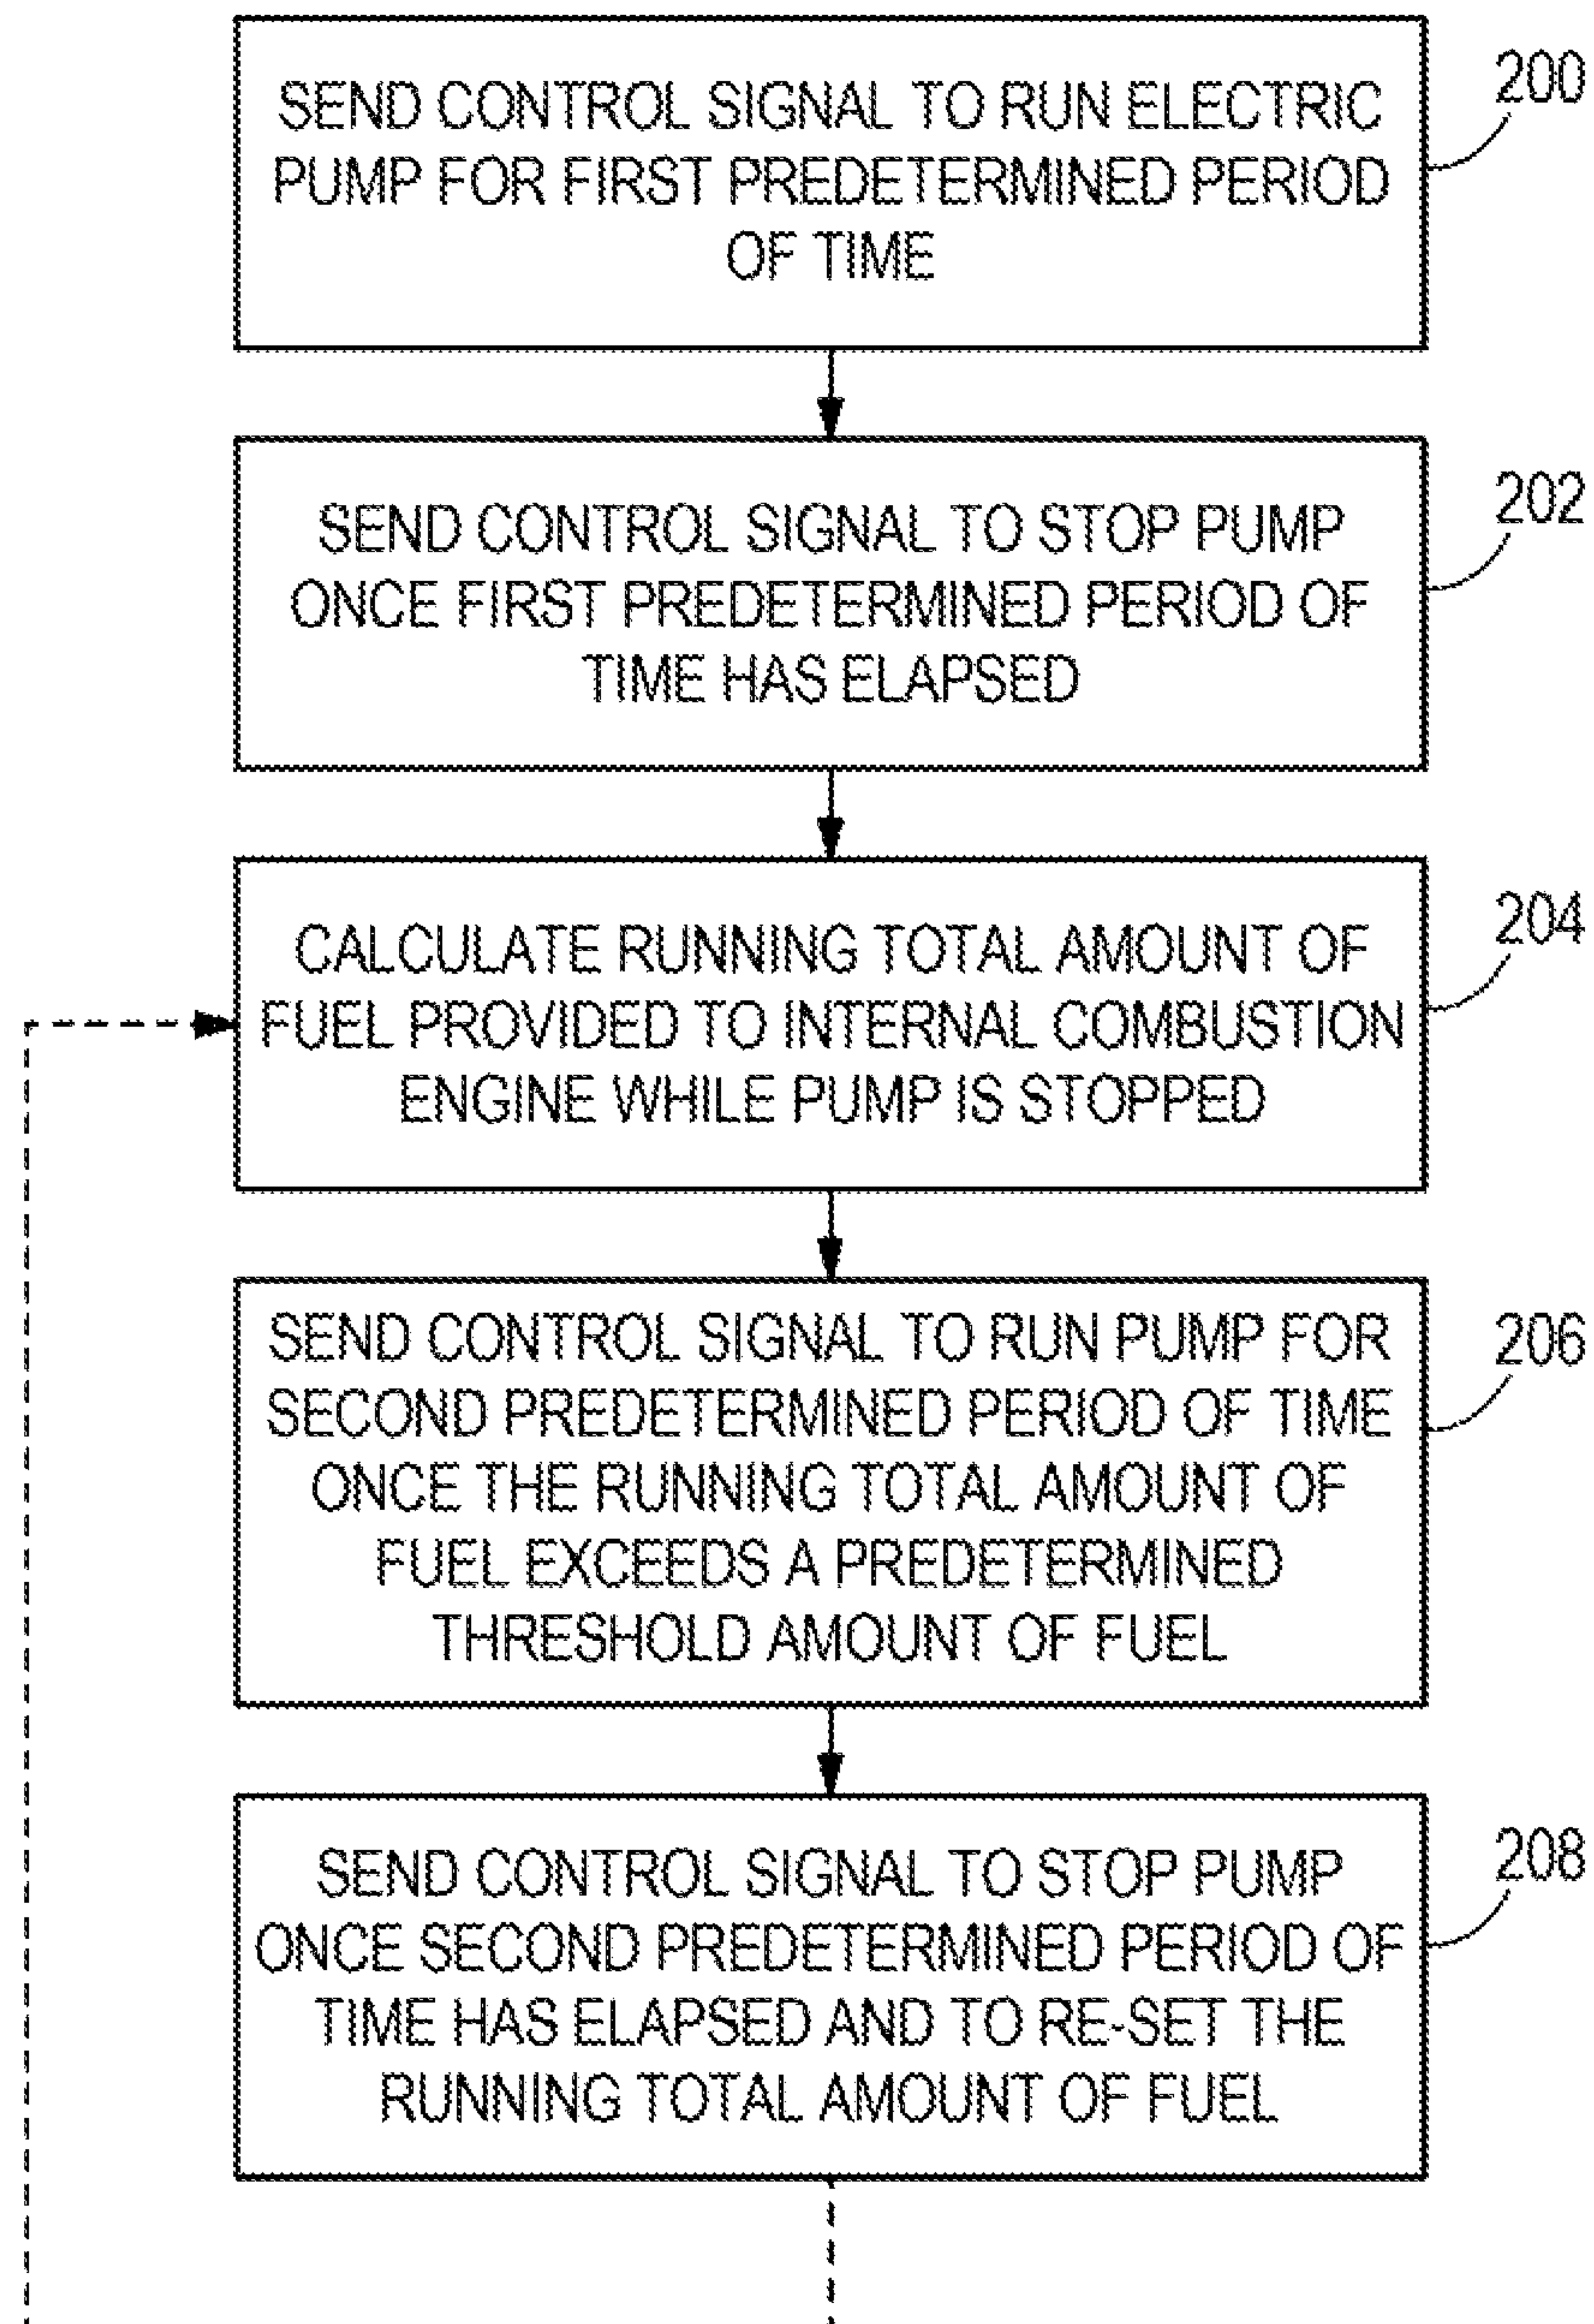 SEND CONTROL SIGNAL TO RUN ELECTRIC
PUMP FOR FIRST PREDETERMINED PERIOD
OF TIME
200
SEND CONTROL SIGNAL TO STOP PUMP
ONCE FIRST PREDETERMINED PERIOD OF
TIME HAS ELAPSED
202
CALCULATE RUNNING TOTAL AMOUNT OF
FUEL PROVIDED TO INTERNAL COMBUSTION
ENGINE WHILE PUMP IS STOPPED
204
SEND CONTROL SIGNAL TO RUN PUMP FOR
SECOND PREDETERMINED PERIOD OF TIME
ONCE THE RUNNING TOTAL AMOUNT OF
FUEL EXCEEDS A PREDETERMINED
THRESHOLD AMOUNT OF FUEL
206
SEND CONTROL SIGNAL TO STOP PUMP
ONCE SECOND PREDETERMINED PERIOD OF
TIME HAS ELAPSED AND TO RE-SET THE
RUNNING TOTAL AMOUNT OF FUEL
208